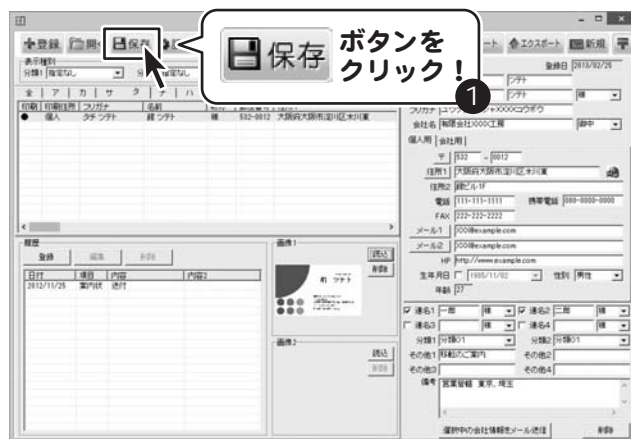 登録 開く 保存
エクスポート 新規
保存
ボタンを
クリック!
1
表示種別
分類1 指定なし
指定なし
登録日 2013/02/26
全 ア カ サ タ ナ ハ
印刷 印刷住所 フリガナ 名前
● 個人 様 532-0012 大阪府大阪市淀川区木川東
フリガナ
会社名 有限会社XXXX工務 御中
個人用 会社用
〒 532 - 0012
住所1 大阪府大阪市淀川区木川東
住所2
電話 111-111-1111 携帯電話 000-0000-0000
FAX 222-222-2222
メール1 XXX@example.com
メール2 XXX@example.com
HP http://www.example.com
生年月日 1985/11/02 性別 男性
年齢 27
履歴
登録 編集 削除
日付 項目 内容 内容2
2012/11/25 案内状 送付
画像1
読込
削除
画像2
読込
削除
連名1 一郎 様 連名2 二郎 様
連名3 様 連名4 様
分類1 分類01 分類2 分類01
その他1 移転のご案内 その他2
その他3 その他4
備考 営業管轄 東京、埼玉
選択中の会社情報をメール送信 削除